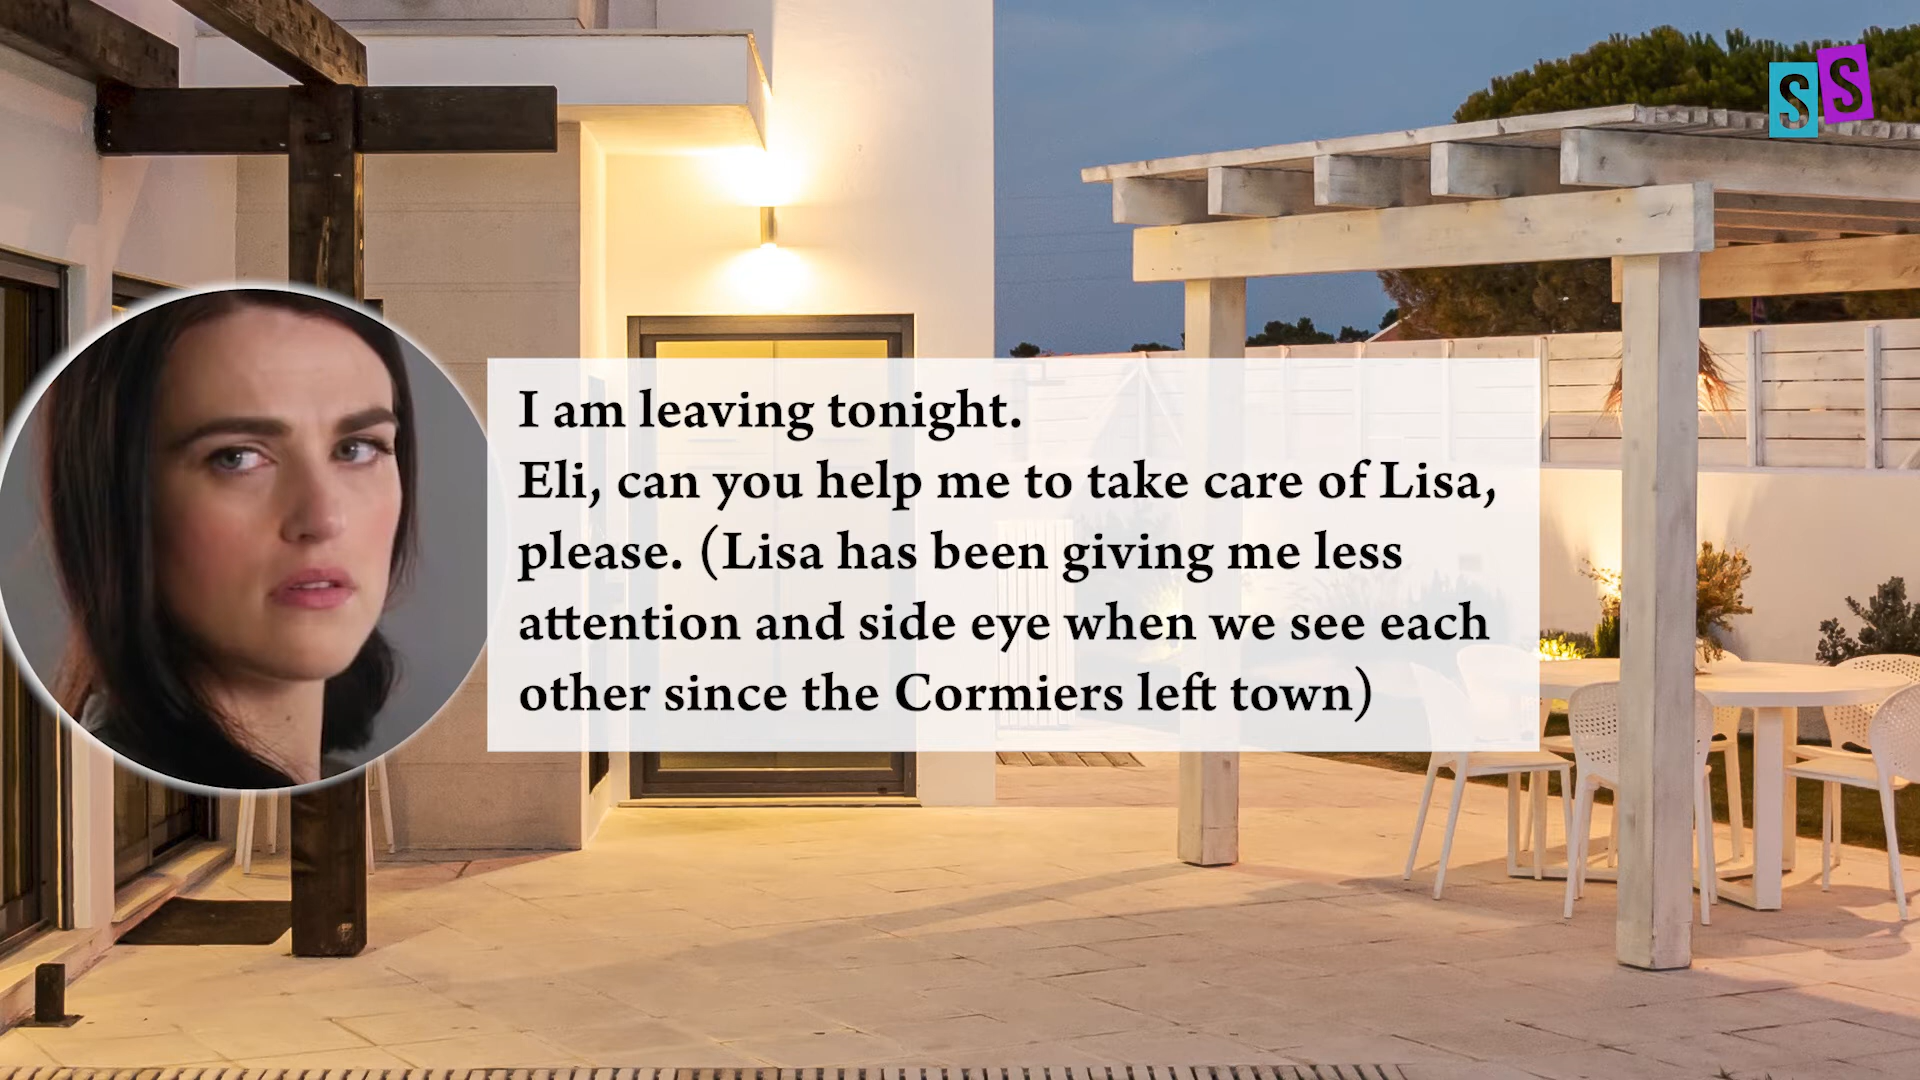 SS
I am leaving tonight.
Eli, can you help me to take care of Lisa,
please. (Lisa has been giving me less
attention and side eye when we see each
other since the Cormiers left town)